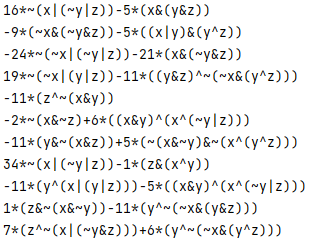 16*~(x|(~y|z))-5*(x&(y&z))
-9*(~x&(~y&z))-5*((x|y)&(y^z))
-24*(~(~x|(~y|z))-21*(x&(~y&z))
19*~(~x|(y|z))-11*((y&z)^~(~x&(y^z)))
-11*(z^~(x&y))
-2*~(x&~z)+6*((x&y)^(x^(~y|z)))
-11*(y&~(x&z))+5*(~(x&~y)&~(x^(y^z)))
34*~(x|(~y|z))-1*(z&(x^y))
-11*(y^(x|(y|z)))-5*((x&y)^(x^(~y|z)))
1*(z&~(x&~y))-11*(y^~(~x&(y&z)))
7*(z^~(x|(~y&z)))+6*(y^~(~x&(y^z)))